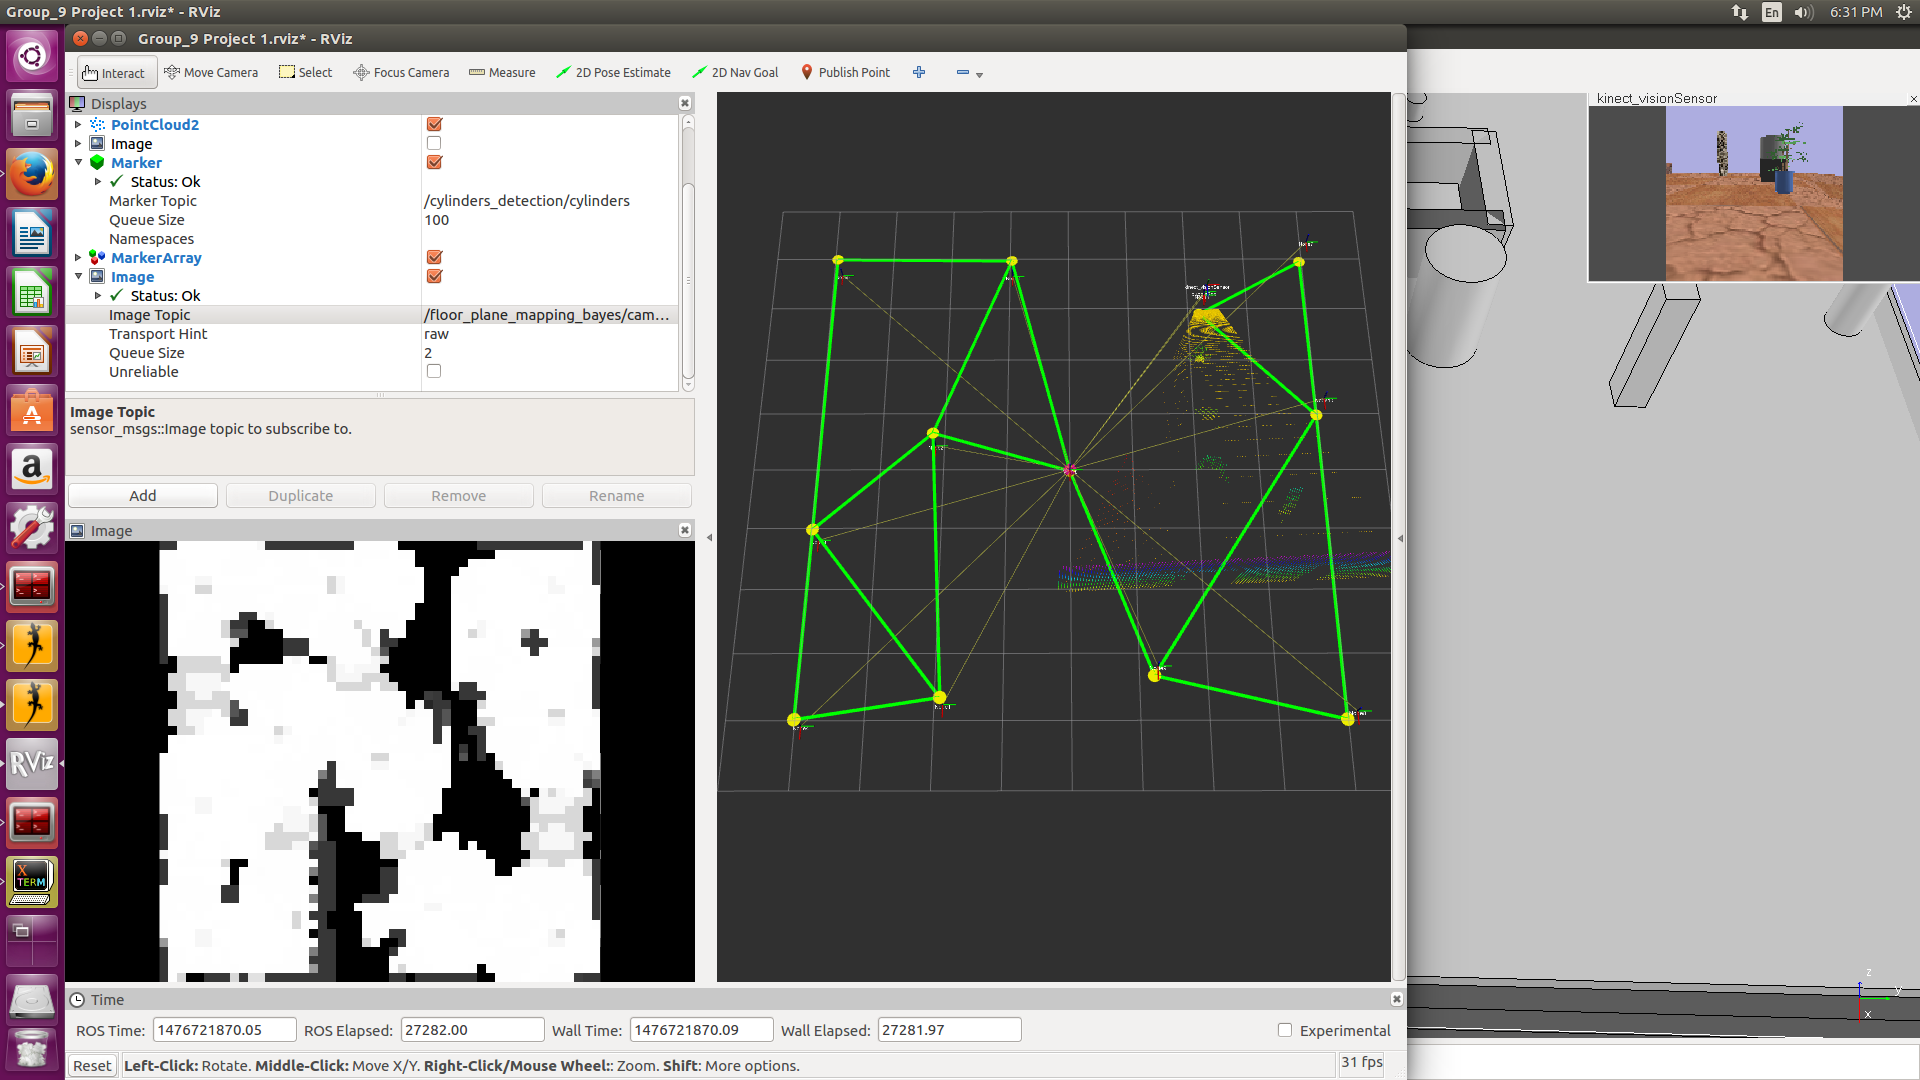 Group_9 Project 1.rviz* - RViz
En
6:31 PM
Group_9 Project 1.rviz* - RViz
Interact
Move Camera
Select
Focus Camera
Measure
2D Pose Estimate
2D Nav Goal
Publish Point
Displays
PointCloud2
Image
Marker
Status: Ok
Marker Topic
/cylinders_detection/cylinders
Queue Size
100
Namespaces
MarkerArray
Image
Status: Ok
Image Topic
/floor_plane_mapping_bayes/cam...
Transport Hint
raw
Queue Size
2
Unreliable
Image Topic
sensor_msgs::Image topic to subscribe to.
Add
Duplicate
Remove
Rename
Image
kinect_visionSensor
kinect_visionSensor
z
y
x
a
RViz
X
TERM
Time
ROS Time:
1476721870.05
ROS Elapsed:
27282.00
Wall Time:
1476721870.09
Wall Elapsed:
27281.97
Experimental
Reset
Left-Click: Rotate. Middle-Click: Move X/Y. Right-Click/Mouse Wheel:: Zoom. Shift: More options.
31 fps